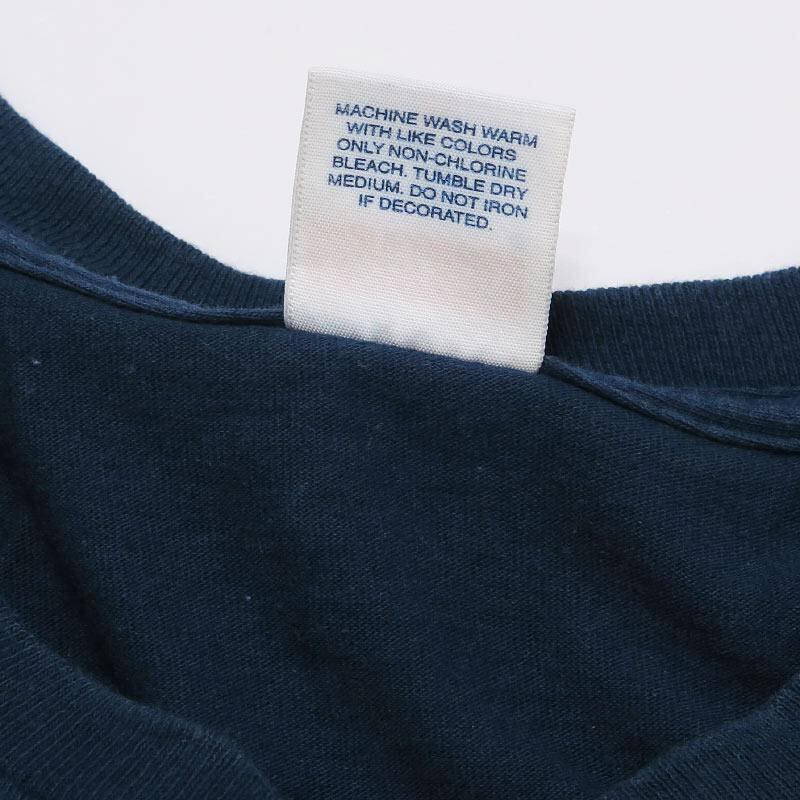 MACHINE WASH WARM
WITH LIKE COLORS
ONLY NON-CHLORINE
BLEACH. TUMBLE DRY
MEDIUM. DO NOT IRON
IF DECORATED.